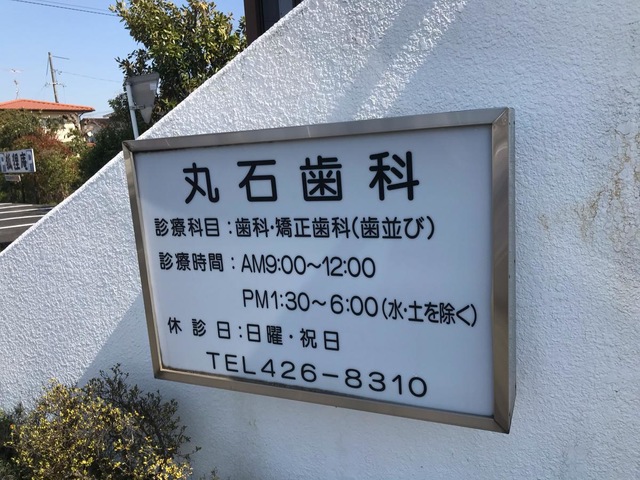 丸石歯科
診療科目：歯科・矯正歯科（歯並び）
診療時間：AM9:00～12:00
PM1:30～6:00（水・土を除く）
休診日：日曜・祝日
TEL426-8310